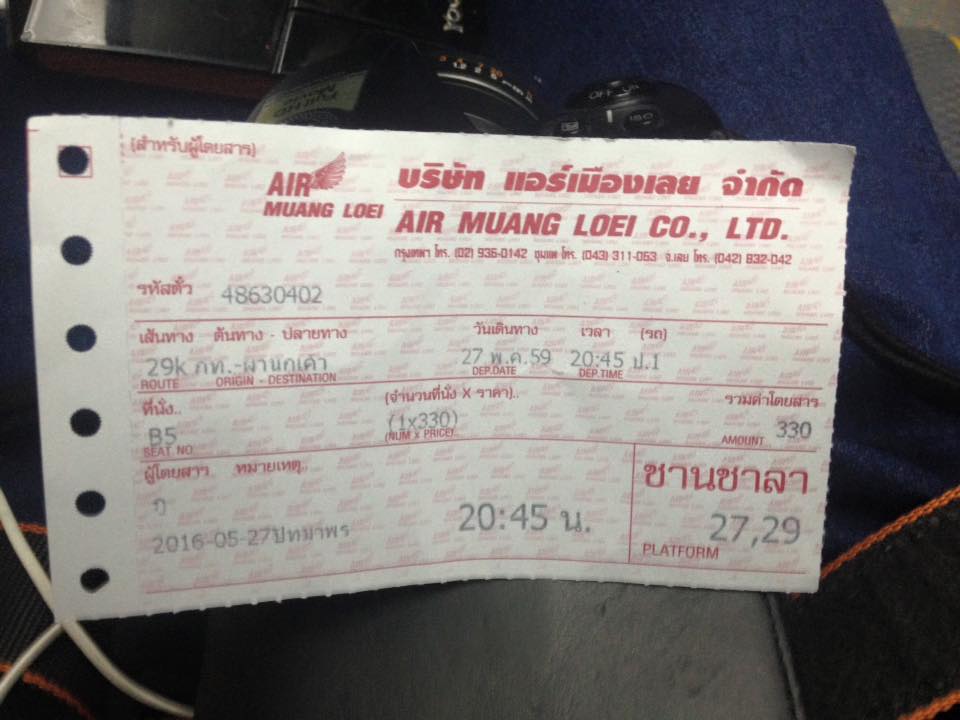 (สำหรับผู้โดยสาร)
AIR
MUANG LOEI
บริษัท แอร์เมืองเลย จำกัด
AIR MUANG LOEI CO., LTD.
กรุงเทพฯ โทร. (02) 936-0142 ชุมแพ โทร. (043) 311-053 จ.เลย โทร. (042) 832-042
รหัสตั๋ว 48630402
เส้นทาง ต้นทาง - ปลายทาง วันเดินทาง เวลา (รถ)
29k กท.-ผานกเค้า 27 พ.ค.59 20:45 ป.1
ROUTE ORIGIN - DESTINATION DEP.DATE DEP.TIME
ที่นั่ง.. (จำนวนที่นั่ง X ราคา).. รวมค่าโดยสาร
B5 (1x330) 330
SEAT NO. (NUM x PRICE).. AMOUNT
ผู้โดยสาร หมายเหตุ.. ชานชาลา
ฎ
2016-05-27ปัทมาพร 20:45 น. 27,29
PLATFORM
OFF ON
ISO